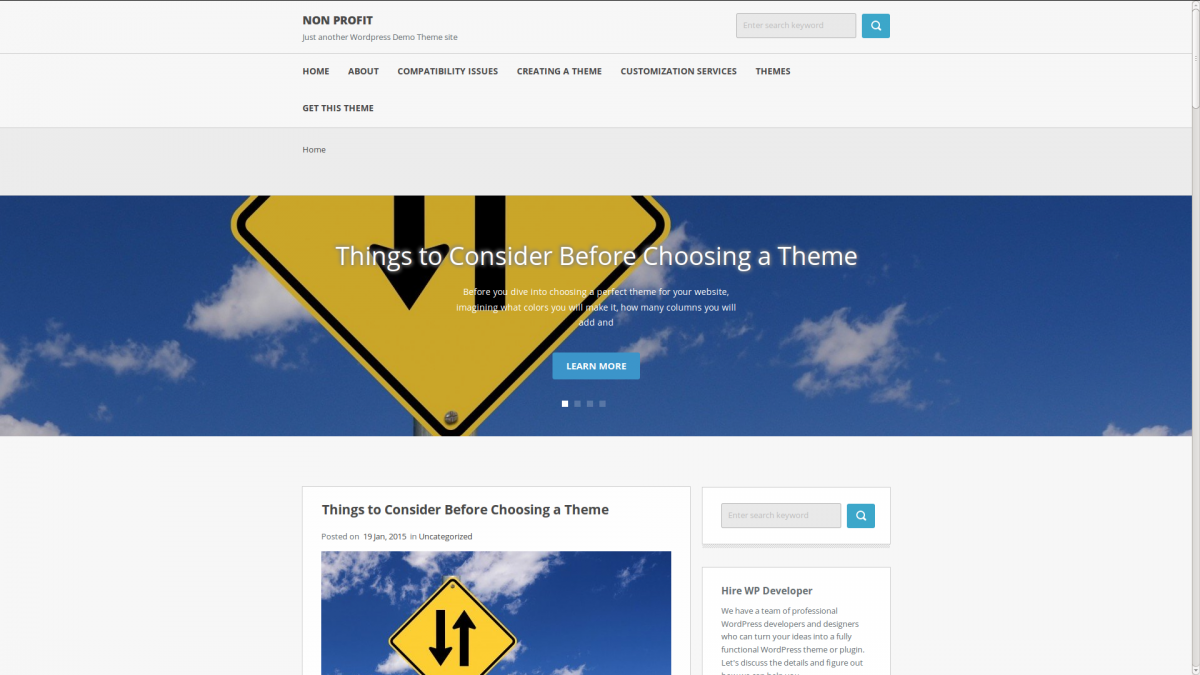 NON PROFIT
Just another Wordpress Demo Theme site
Enter search keyword
HOME ABOUT COMPATIBILITY ISSUES CREATING A THEME CUSTOMIZATION SERVICES THEMES
GET THIS THEME
Home
Things to Consider Before Choosing a Theme
Before you dive into choosing a perfect theme for your website,
imagining what colors you will make it, how many columns you will
add and
LEARN MORE
Things to Consider Before Choosing a Theme
Posted on 19 Jan, 2015 in Uncategorized
Enter search keyword
Hire WP Developer
We have a team of professional
WordPress developers and designers
who can turn your ideas into a fully
functional WordPress theme or plugin.
Let's discuss the details and figure out
how we can help you